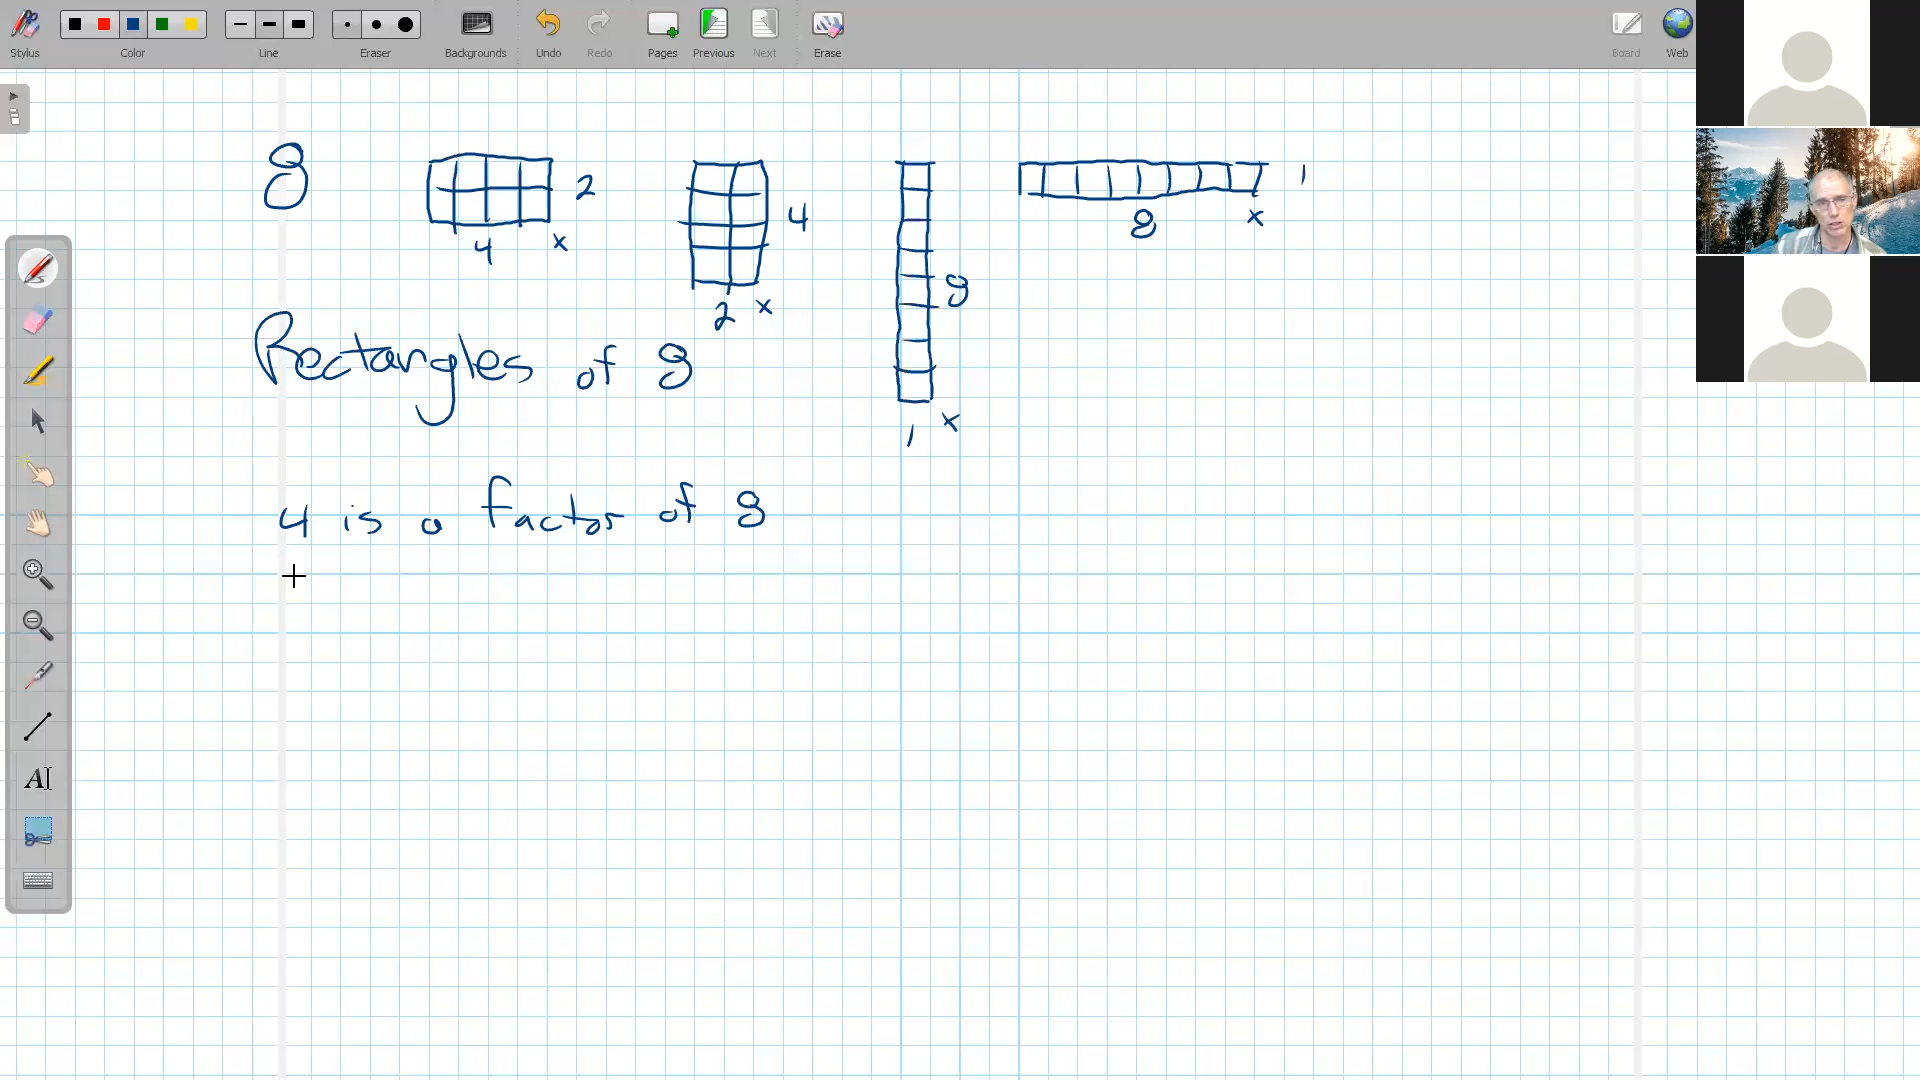 Stylus
Color
Line
Eraser
Backgrounds
Undo
Redo
Pages
Previous
Next
Erase
Board
Web
8
2
4 x
4
2 x
8
1 x
1
8 x
Rectangles of 8
4 is a factor of 8